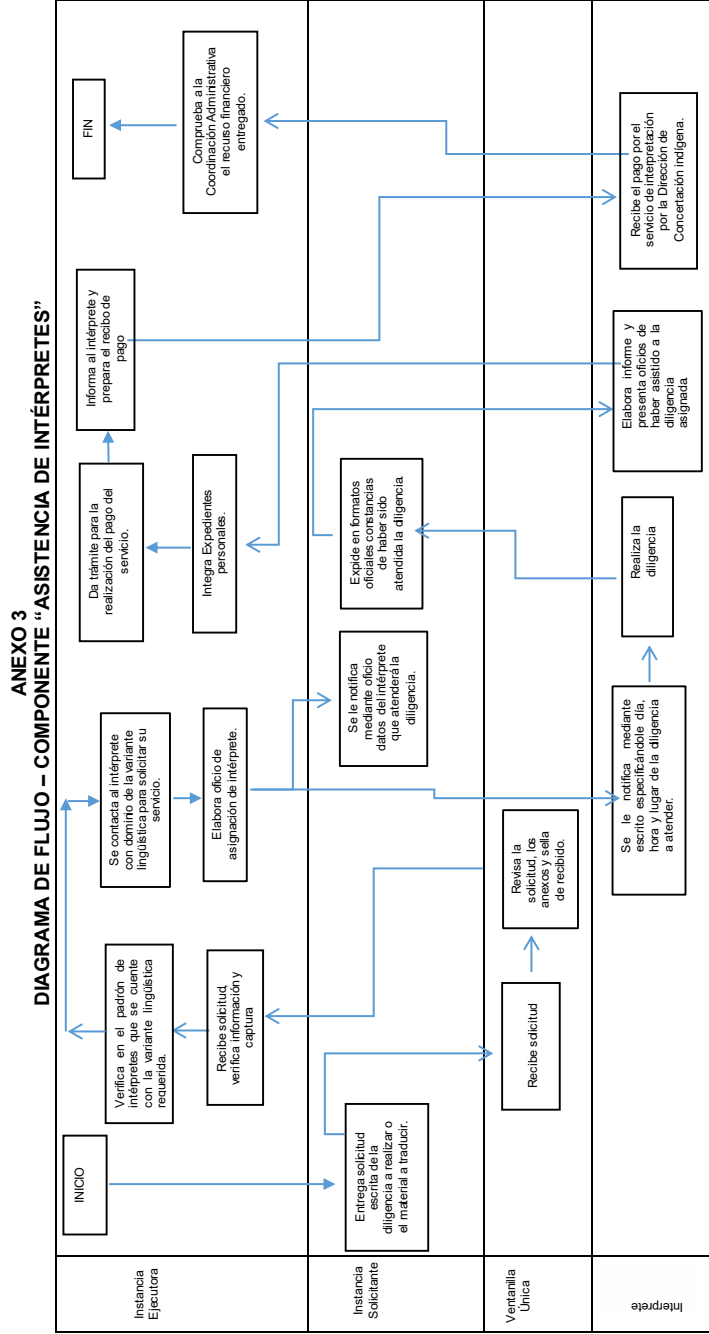 ANEXO 3
DIAGRAMA DE FLUJO – COMPONENTE “ASISTENCIA DE INTÉRPRETES”
Instancia
Ejecutora
INICIO
Verifica en el padrón de
intérpretes que se cuente
con la variante lingüística
requerida.
Recibe solicitud,
verifica información y
captura
Se contacta al intérprete
con dominio de la variante
lingüística para solicitar su
servicio.
Elabora oficio de
asignación de intérprete.
Da trámite para la
realización del pago del
servicio.
Integra Expedientes
personales.
Informa al intérprete y
prepara el recibo de
pago
FIN
Comprueba a la
Coordinación Administrativa
el recurso financiero
entregado.
Instancia
Solicitante
Entrega solicitud
escrita de la
diligencia a realizar o
el material a traducir.
Se le notifica
mediante oficio
datos del intérprete
que atenderá la
diligencia.
Expide en formatos
oficiales constancias
de haber sido
atendida la diligencia.
Ventanilla
Única
Recibe solicitud
Revisa la
solicitud, los
anexos y sella
de recibido.
Interprete
Se le notifica mediante
escrito especificándole día,
hora y lugar de la diligencia
a atender.
Realiza la
diligencia
Elabora informe y
presenta oficios de
haber asistido a la
diligencia
asignada.
Recibe el pago por el
servicio de interpretación
por la Dirección de
Concertación indígena.